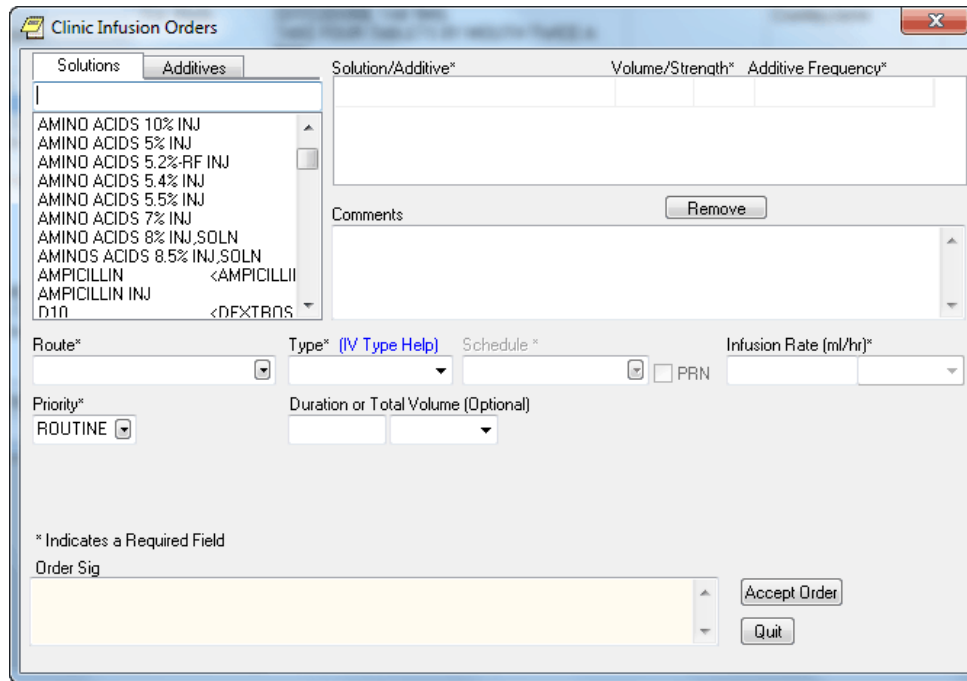 Clinic Infusion Orders
Solutions Additives
Solution/Additive* Volume/Strength* Additive Frequency*
AMINO ACIDS 10% INJ
AMINO ACIDS 5% INJ
AMINO ACIDS 5.2%-RF INJ
AMINO ACIDS 5.4% INJ
AMINO ACIDS 5.5% INJ
AMINO ACIDS 7% INJ
AMINO ACIDS 8% INJ,SOLN
AMINOS ACIDS 8.5% INJ,SOLN
AMPICILLIN <AMPICILLI
AMPICILLIN INJ
D10 <DEXTROS
Comments Remove
Route* Type* (IV Type Help) Schedule * PRN Infusion Rate (ml/hr)*
Priority* Duration or Total Volume (Optional)
ROUTINE
* Indicates a Required Field
Order Sig
Accept Order
Quit